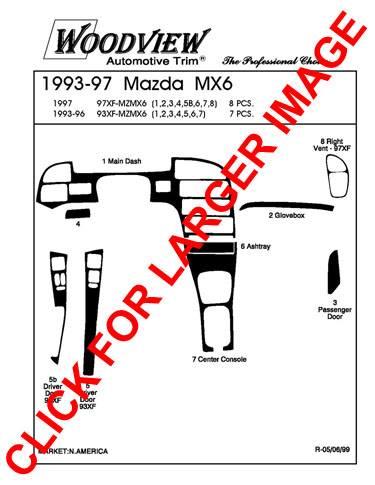 WOODVIEW
Automotive Trim®
The Professional Choi
1993-97 Mazda MX6
1997 97XF-MZMX6 (1,2,3,4,5B,6,7,8) 8 PCS.
1993-96 93XF-MZMX6 (1,2,3,4,5,6,7) 7 PCS.
8 Right
Vent - 97XF
1 Main Dash
2 Glovebox
4
6 Ashtray
3
Passenger
Door
7 Center Console
5b
Driver
Door
97XF
5
Driver
Door
93XF
MARKET:N.AMERICA
R-05/06/99
CLICK FOR LARGER IMAGE